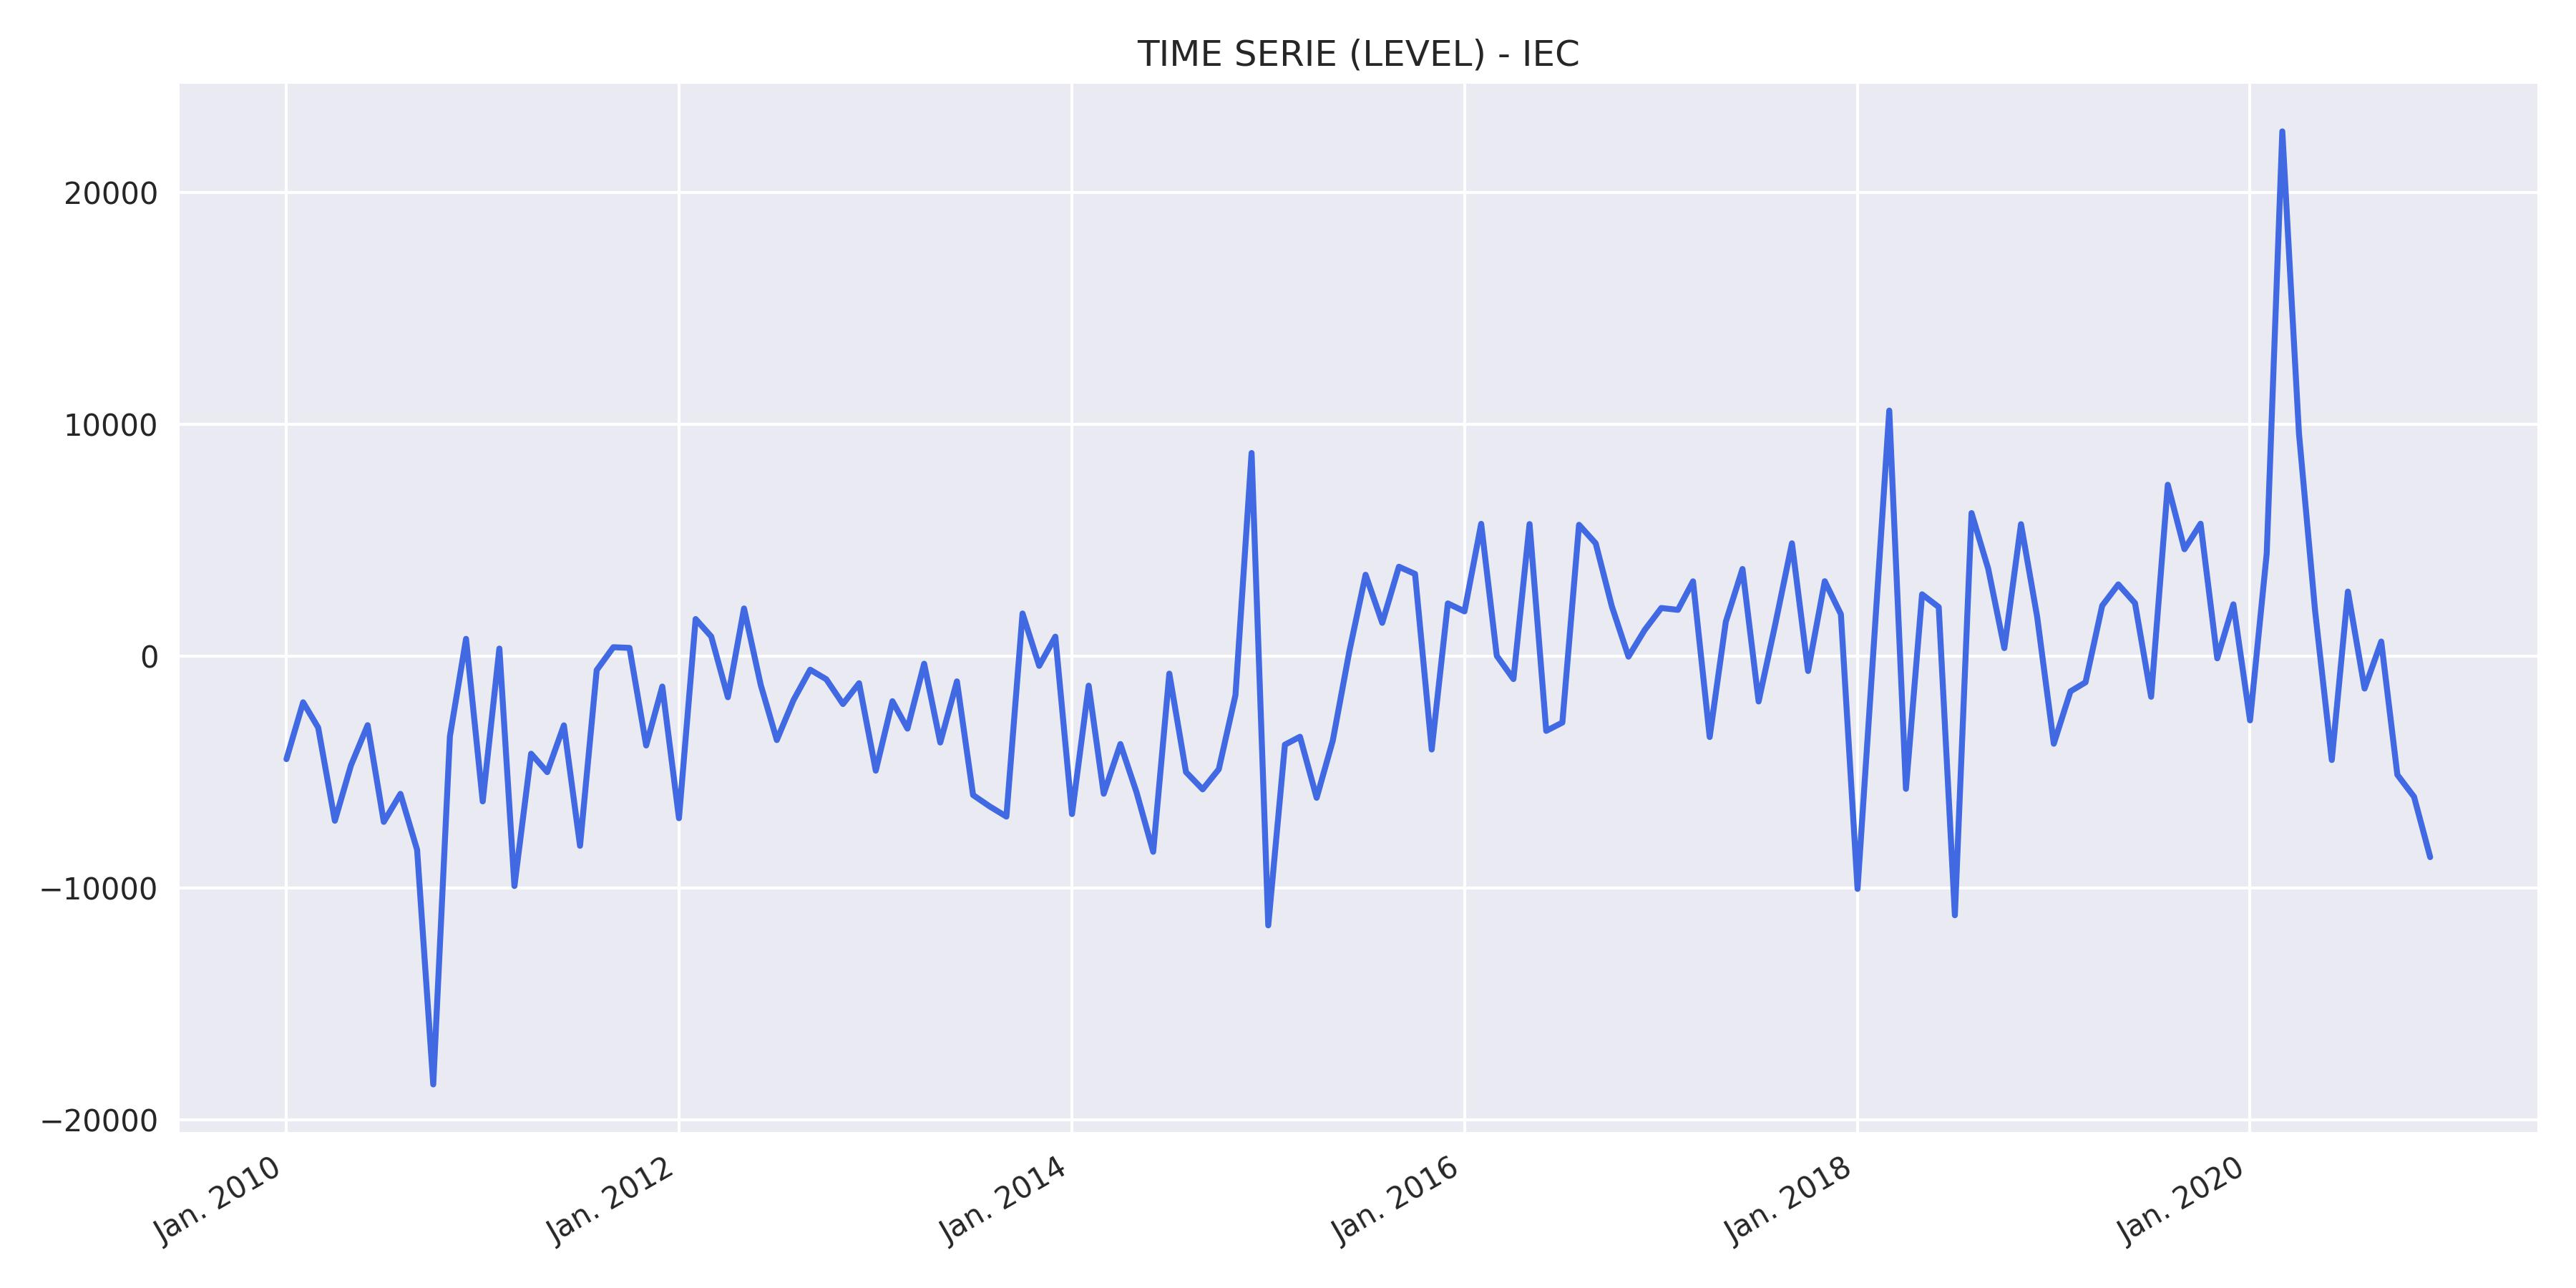 TIME SERIE (LEVEL) - IEC
20000
10000
0
−10000
−20000
Jan. 2010
Jan. 2012
Jan. 2014
Jan. 2016
Jan. 2018
Jan. 2020